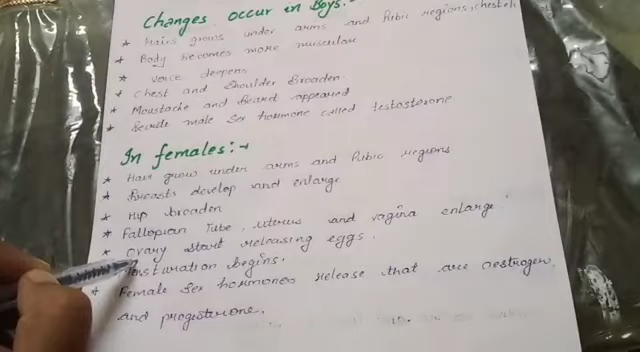 Changes occur in Boys:-
* Hairs grows under arms and Pubic regions, chest
* Body becomes more muscular
* voice deepens
* Chest and shoulder Broaden.
* Moustache and Beard appeared
* Secrete male sex hormone called testosterone
In females:→
* Hair grow under arms and Pubic regions
* Breasts develop and enlarge
* Hip broaden
* Fallopian Tube, uterus and vagina enlarge.
* Ovary start releasing eggs.
begins.
* Female sex hormones release that are oestrogen,
and progesterone.